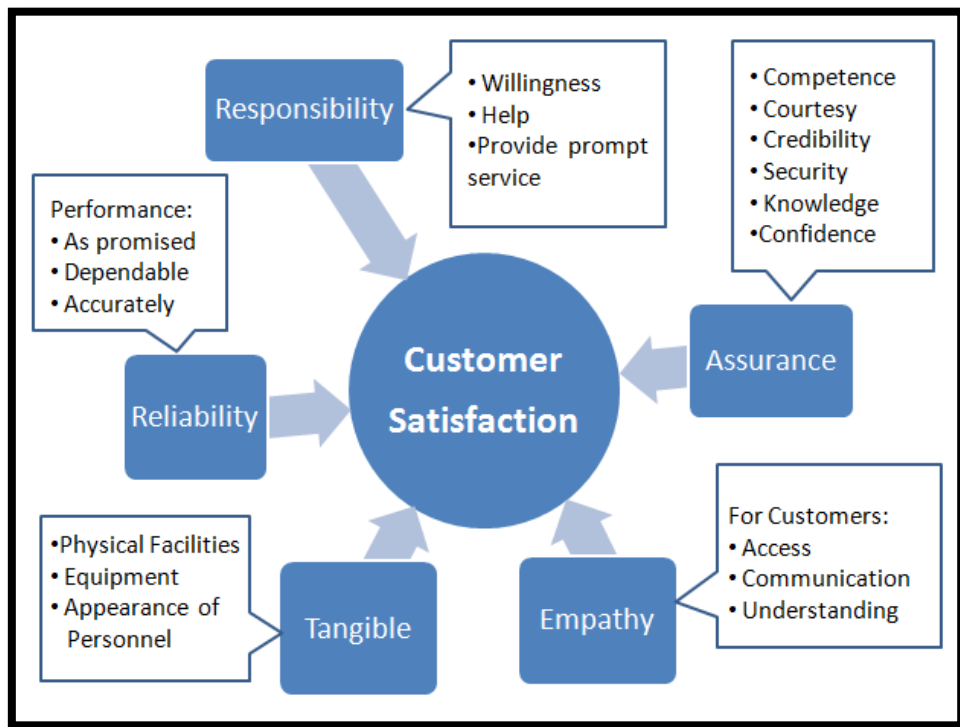 Responsibility
• Willingness
• Help
•Provide prompt
service
• Competence
• Courtesy
• Credibility
• Security
• Knowledge
•Confidence
Performance:
• As promised
• Dependable
• Accurately
Customer
Satisfaction
Assurance
Reliability
•Physical Facilities
• Equipment
• Appearance of
Personnel
Tangible
Empathy
For Customers:
• Access
• Communication
• Understanding